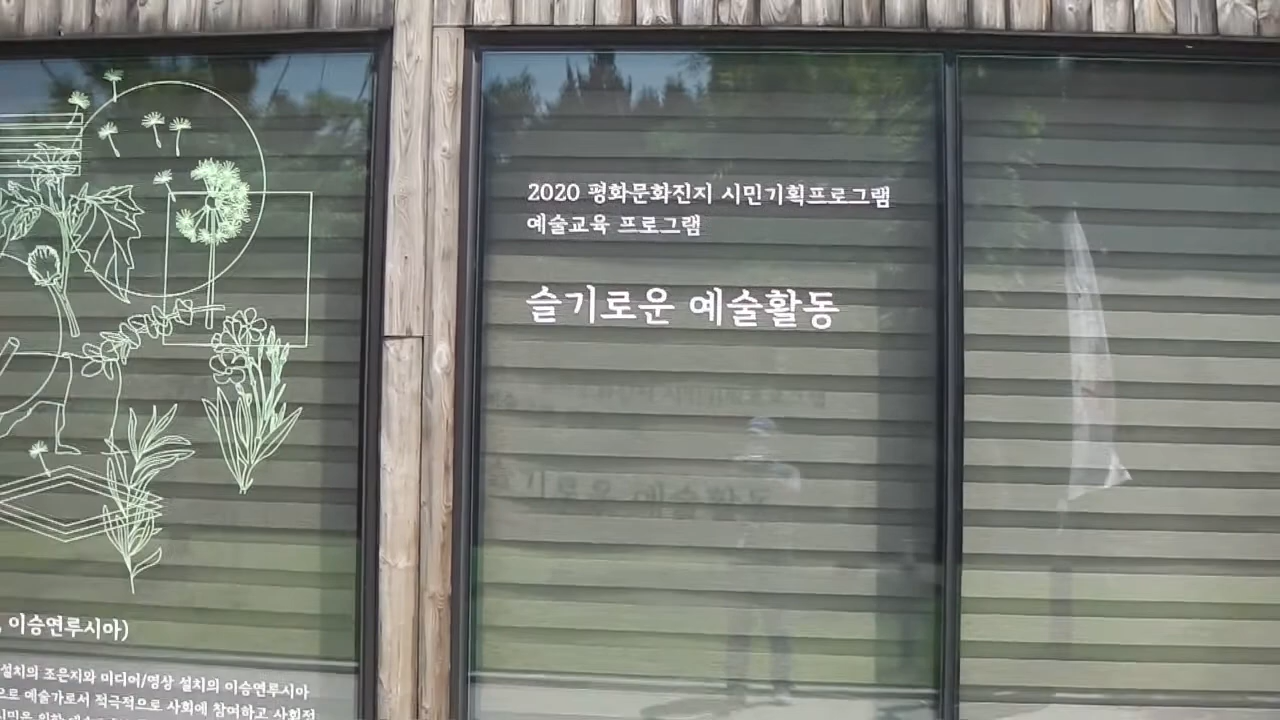 2020 평화문화진지 시민기획프로그램
예술교육 프로그램
슬기로운 예술활동
, 이승연루시아)
설치의 조은지와 미디어/영상 설치의 이승연루시아
으로 예술가로서 적극적으로 사회에 참여하고 사회적